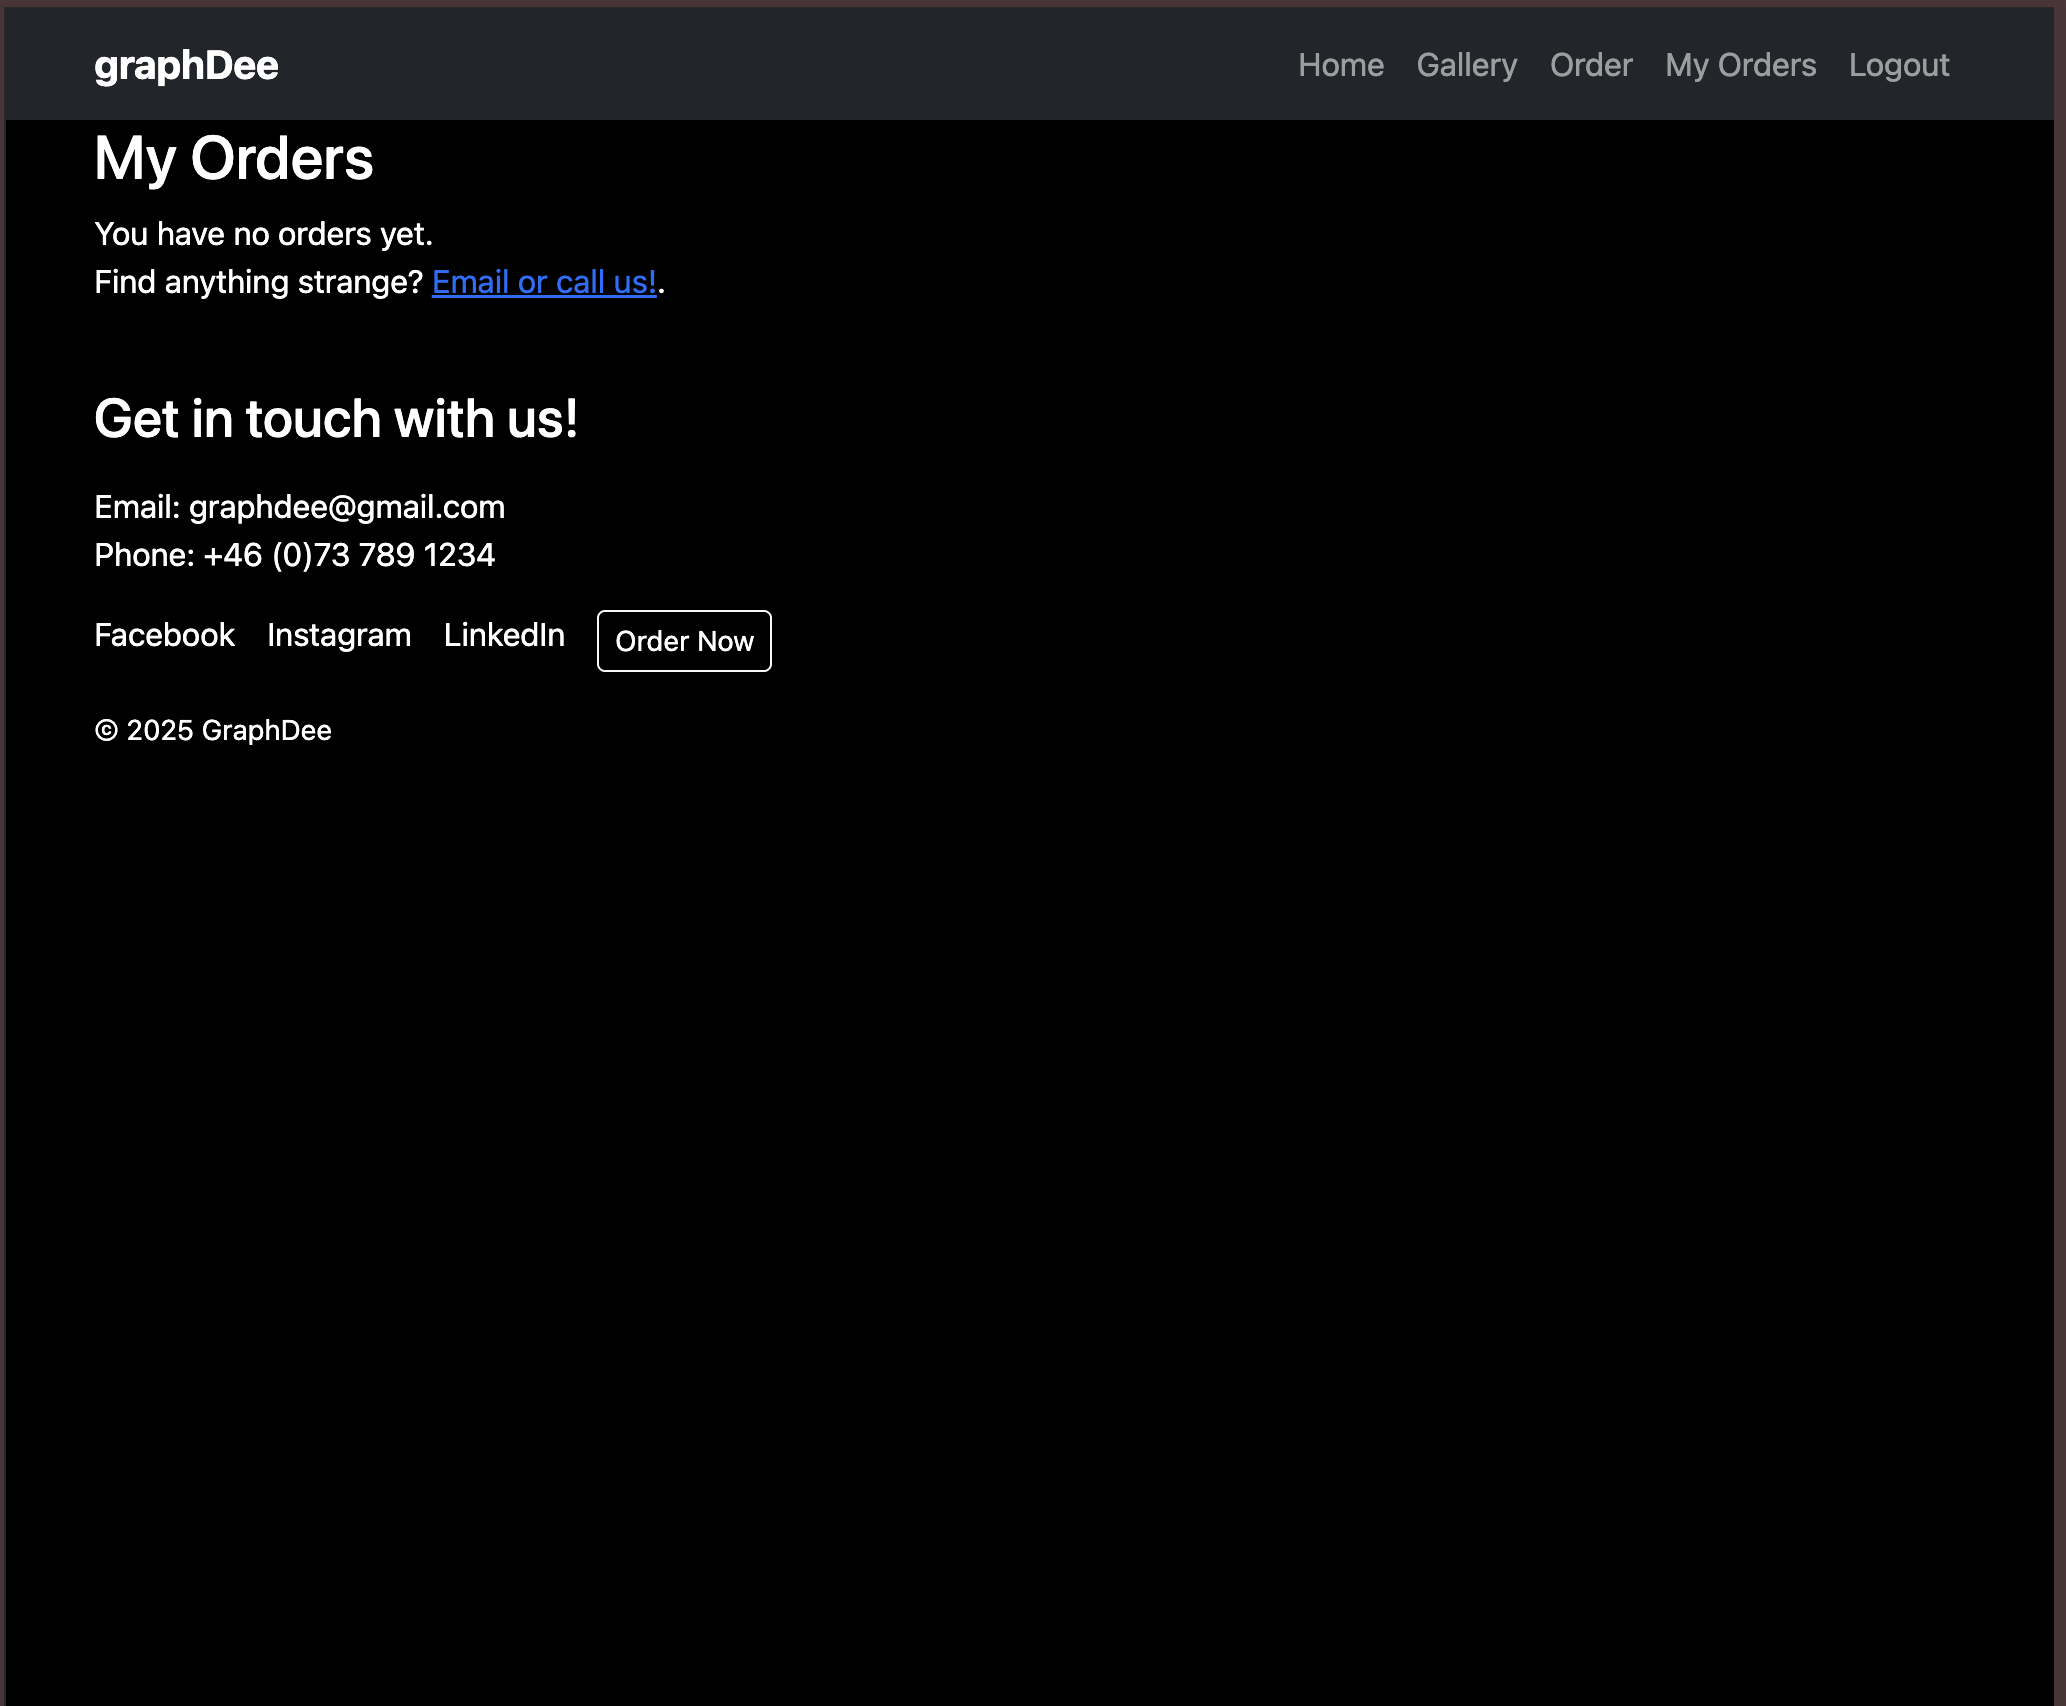 graphDee
Home Gallery Order My Orders Logout
My Orders
You have no orders yet.
Find anything strange? Email or call us!.
Get in touch with us!
Email: graphdee@gmail.com
Phone: +46 (0)73 789 1234
Facebook Instagram LinkedIn Order Now
© 2025 GraphDee